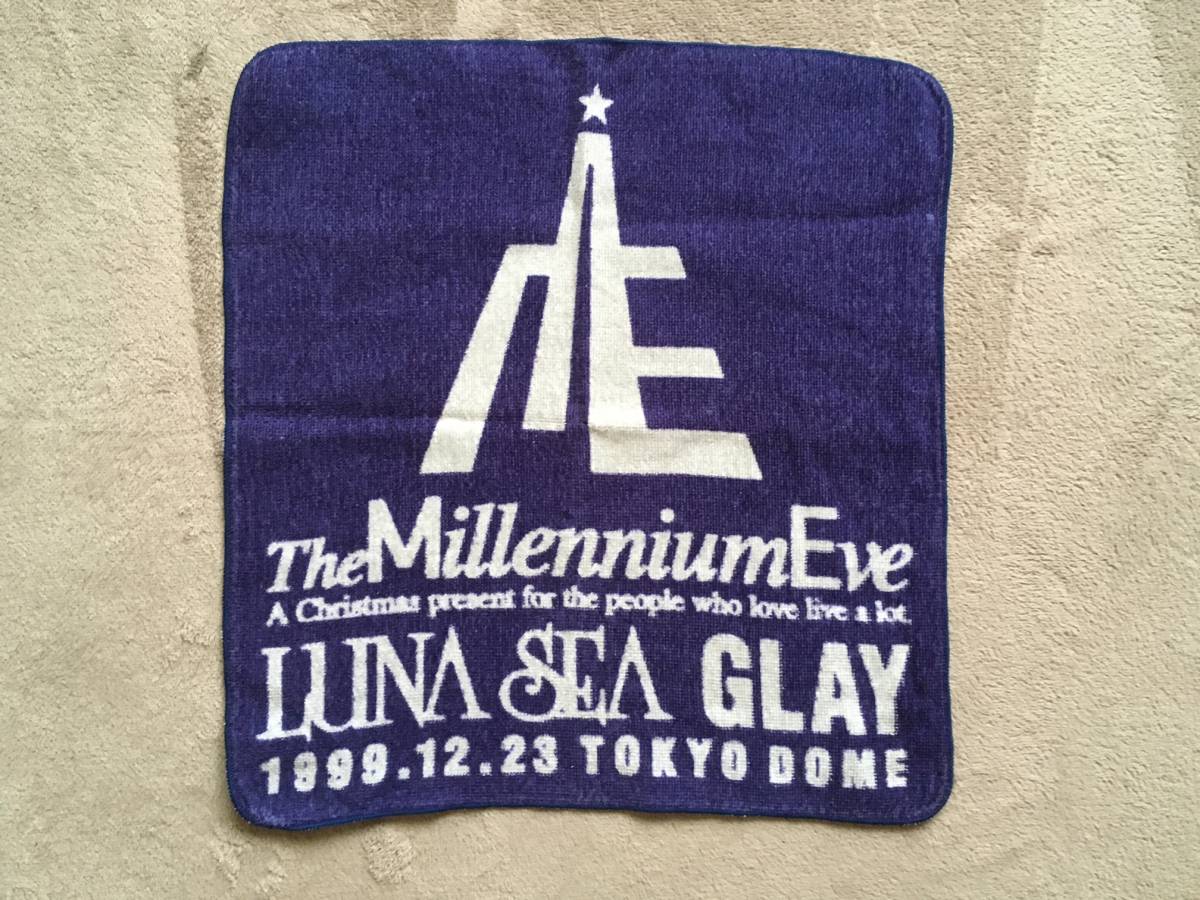 ME
The Millennium Eve
A Christmas present for the people who love live a lot.
LUNA SEA GLAY
1999.12.23 TOKYO DOME